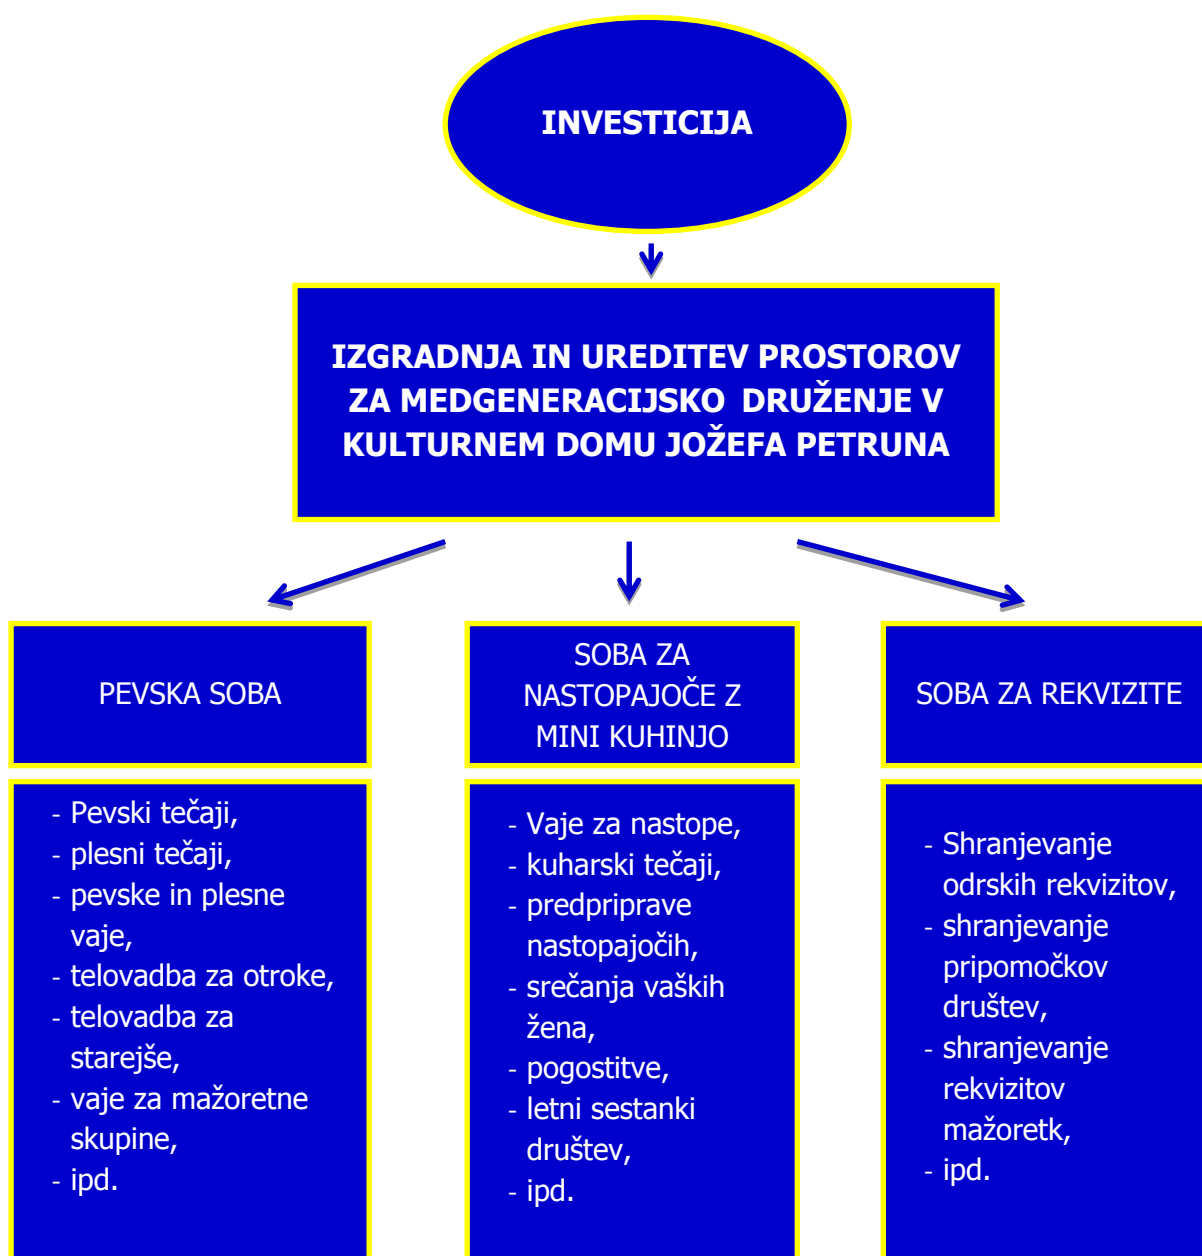 INVESTICIJA
IZGRADNJA IN UREDITEV PROSTOROV
ZA MEDGENERACIJSKO DRUŽENJE V
KULTURNEM DOMU JOŽEFA PETRUNA
PEVSKA SOBA
- Pevski tečaji,
- plesni tečaji,
- pevske in plesne
vaje,
- telovadba za otroke,
- telovadba za
starejše,
- vaje za mažoretne
skupine,
- ipd.
SOBA ZA
NASTOPAJOČE Z
MINI KUHINJO
- Vaje za nastope,
- kuharski tečaji,
- predpriprave
nastopajočih,
- srečanja vaških
žena,
- pogostitve,
- letni sestanki
društev,
- ipd.
SOBA ZA REKVIZITE
- Shranjevanje
odrskih rekvizitov,
- shranjevanje
pripomočkov
društev,
- shranjevanje
rekvizitov
mažoretk,
- ipd.